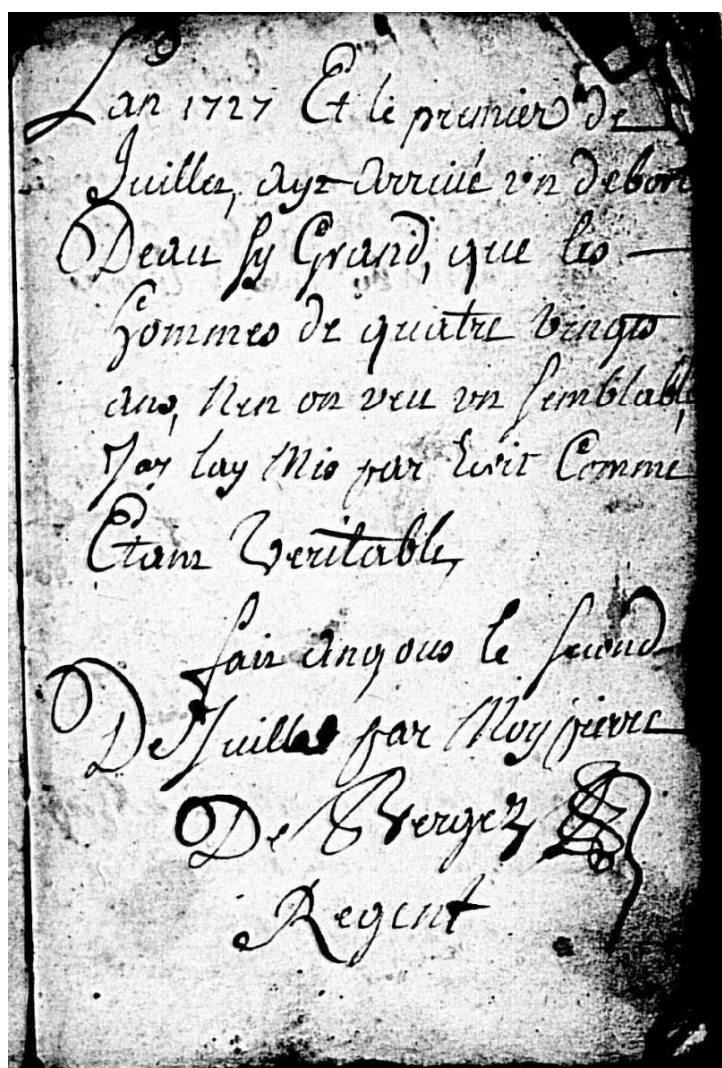 Lan 1727 Et le premier de
Juillet, ayt arriué vn debord
Deau sy Grand, que les
hommes de quatre vingts
ans, Nen on veu vn semblable,
Jay lay Mis par Ecrit Comme
Etant Veritable,
fait angous le second
De Juillet par Moy pierre
De Vergez
Regent